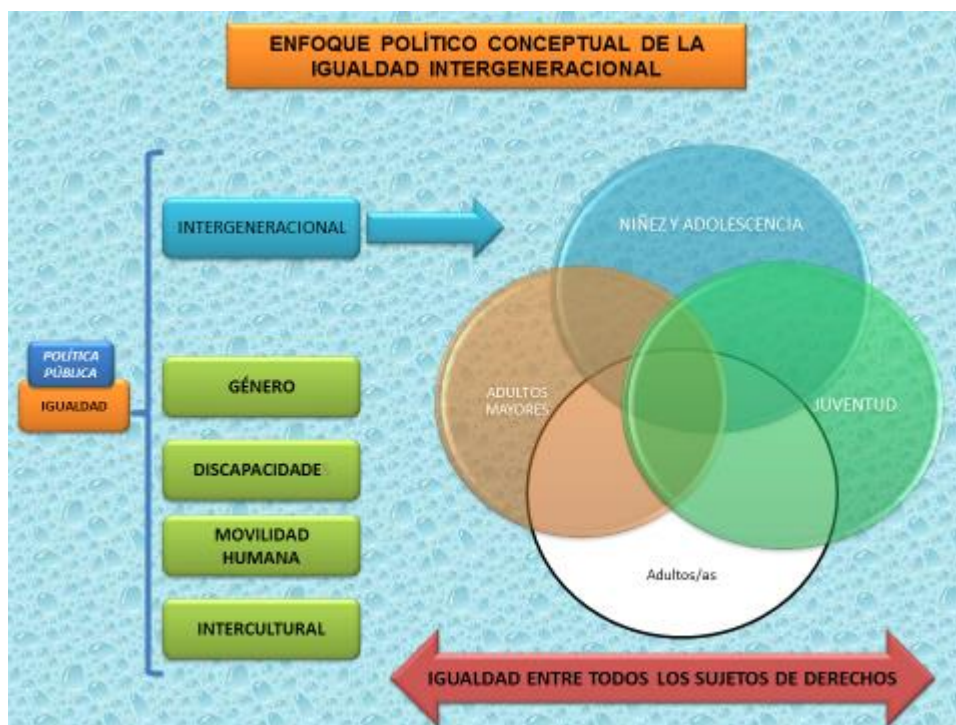 ENFOQUE POLÍTICO CONCEPTUAL DE LA
IGUALDAD INTERGENERACIONAL
INTERGENERACIONAL
NIÑEZ Y ADOLESCENCIA
POLÍTICA
PÚBLICA
IGUALDAD
GÉNERO
ADULTOS
MAYORES
JUVENTUD
DISCAPACIDADES
MOVILIDAD
HUMANA
Adultos/as
INTERCULTURAL
IGUALDAD ENTRE TODOS LOS SUJETOS DE DERECHOS